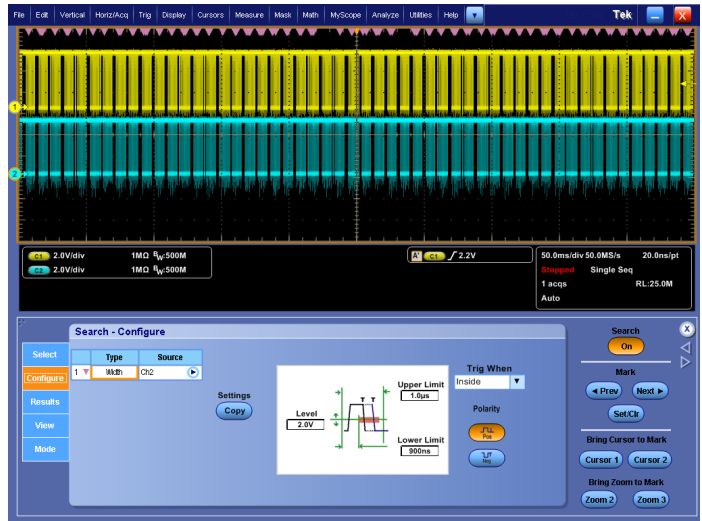 File Edit Vertical Horiz/Acq Trig Display Cursors Measure Mask Math MyScope Analyze Utilities Help Tek X
1
2
C1 2.0V/div 1MΩ BW:500M
C2 2.0V/div 1MΩ BW:500M
A' C1 2.2V
50.0ms/div 50.0MS/s 20.0ns/pt
Stopped Single Seq
1 acqs RL:25.0M
Auto
Search - Configure
Select
Configure
Results
View
Mode
Type Source
1 Width Ch2
Settings
Copy
Level
2.0V
T T
Upper Limit
1.0µs
Lower Limit
900ns
Trig When
Inside
Polarity
Pos
Neg
X
Search
On
Mark
Prev Next
Set/Clr
Bring Cursor to Mark
Cursor 1 Cursor 2
Bring Zoom to Mark
Zoom 2 Zoom 3